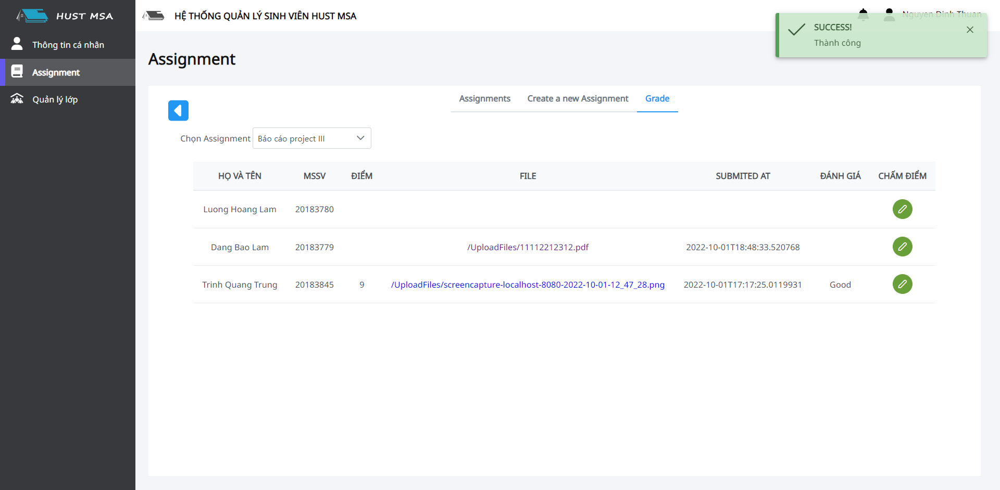 HUST MSA
HỆ THỐNG QUẢN LÝ SINH VIÊN HUST MSA
Nguyen Dinh Thuan
SUCCESS!
Thành công
Thông tin cá nhân
Assignment
Quản lý lớp
Assignment
Assignments Create a new Assignment Grade
Chọn Assignment Báo cáo project III
HỌ VÀ TÊN MSSV ĐIỂM FILE SUBMITED AT ĐÁNH GIÁ CHẤM ĐIỂM
Luong Hoang Lam 20183780
Dang Bao Lam 20183779 /UploadFiles/11112212312.pdf 2022-10-01T18:48:33.520768
Trinh Quang Trung 20183845 9 /UploadFiles/screencapture-localhost-8080-2022-10-01-12_47_28.png 2022-10-01T17:17:25.0119931 Good